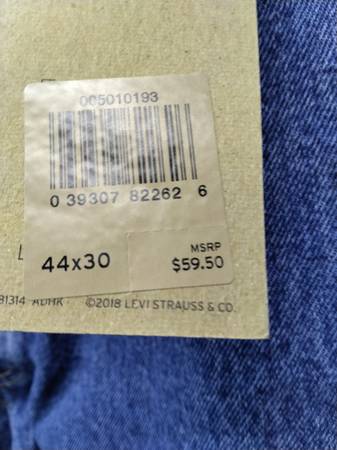 005010193
0 39307 82262 6
44x30
MSRP
$59.50
©2018 LEVI STRAUSS & CO.